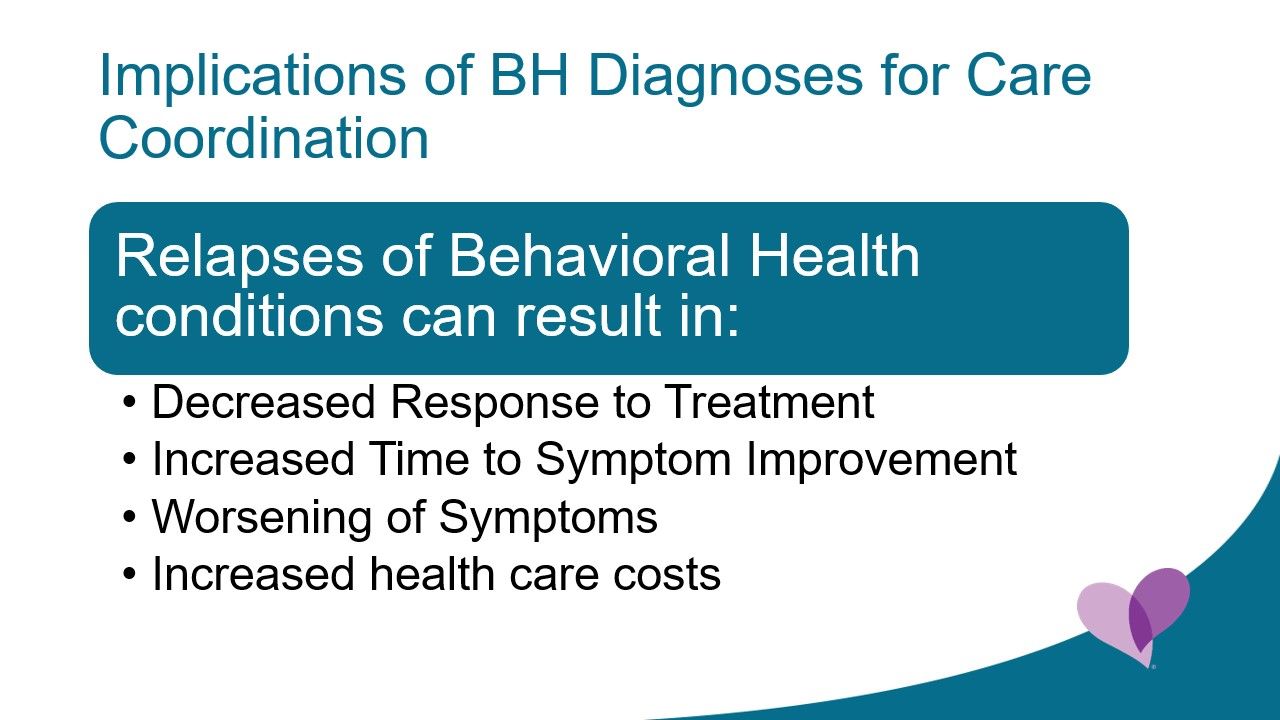 Implications of BH Diagnoses for Care
Coordination
Relapses of Behavioral Health
conditions can result in:
• Decreased Response to Treatment
• Increased Time to Symptom Improvement
• Worsening of Symptoms
• Increased health care costs
®